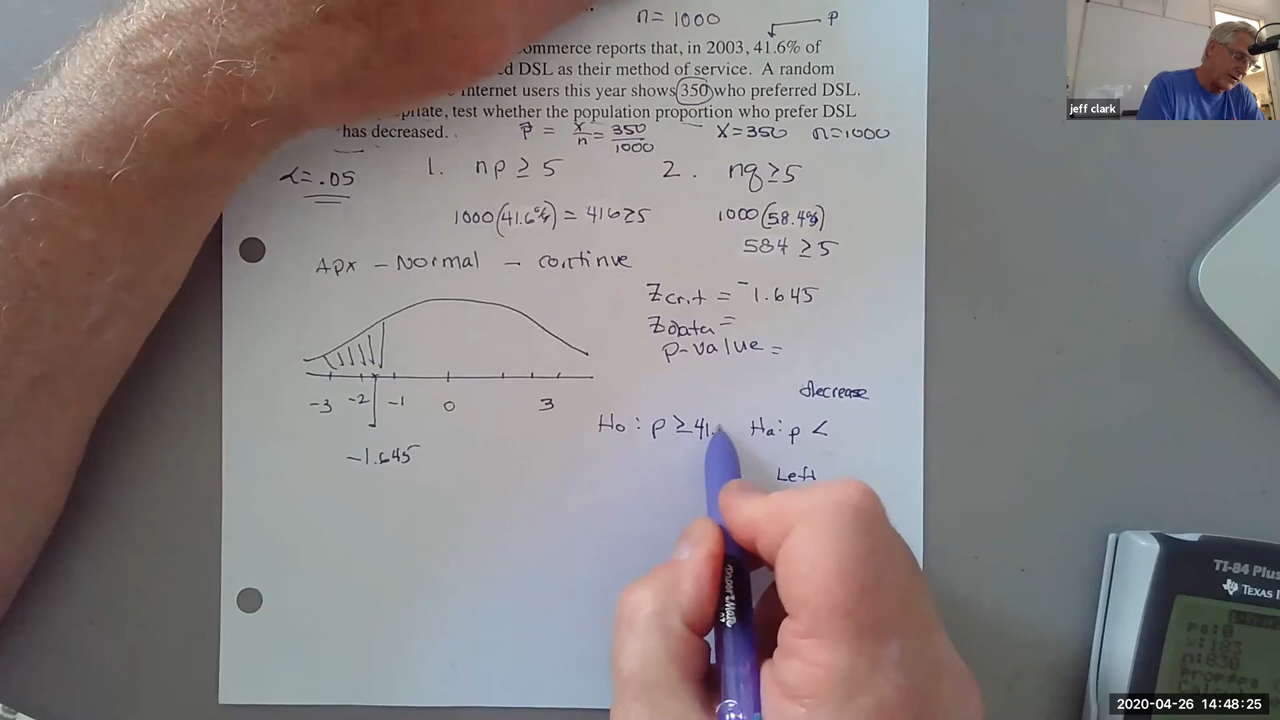 n = 1000
p
ommerce reports that, in 2003, 41.6% of
ed DSL as their method of service. A random
internet users this year shows 350 who preferred DSL.
priate, test whether the population proportion who prefer DSL
has decreased.
p̂ = x/n = 350/1000
x=350 n=1000
α=.05
1. np ≥ 5
2. nq ≥ 5
1000(41.6%) = 416≥5
1000(58.4%)
584 ≥ 5
Apx - Normal - continue
Zcrit = -1.645
Zdata =
p-value =
-3 -2 -1 0 3
-1.645
decrease
Ho: p ≥ 41.
Ha: p <
Left
jeff clark
TI-84 Plus
TEXAS I
n:830
2020-04-26 14:48:25